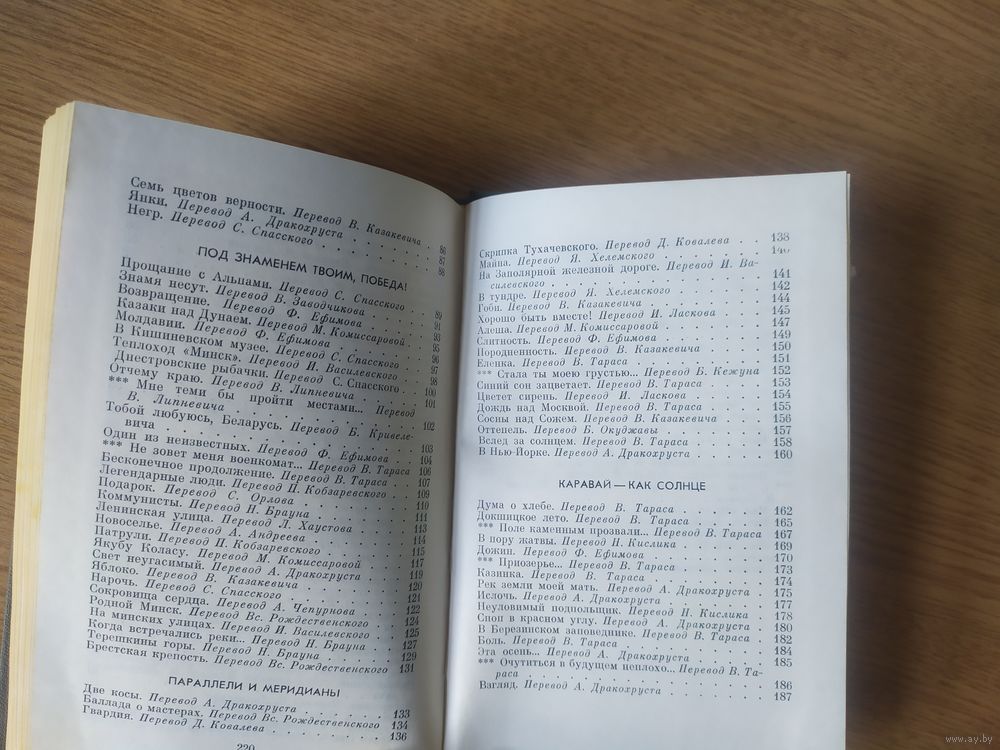 Семь цветов верности. Перевод В. Казакевича . 86
Янки. Перевод А. Дракохруста . . . . . . 87
Негр. Перевод С. Спасского . . . . . . . 88
ПОД ЗНАМЕНЕМ ТВОИМ, ПОБЕДА!
Прощание с Альпами. Перевод С. Спасского . . 89
Знамя несут. Перевод В. Заводчикова . . . . 91
Возвращение. Перевод Ф. Ефимова . . . . . 93
Казаки над Дунаем. Перевод М. Комиссаровой . . 95
Молдавии. Перевод Ф. Ефимова . . . . . . 96
В Кишиневском музее. Перевод С. Спасского . . 97
Теплоход «Минск». Перевод И. Василевского . . 98
Днестровские рыбачки. Перевод С. Спасского . . 100
Отчему краю. Перевод В. Липневича . . . . 101
*** Мне теми бы пройти местами... Перевод
В. Липневича . . . . . . . . . 102
Тобой любуюсь, Беларусь. Перевод Б. Кривеле-
вича . . . . . . . . . . . 103
Один из неизвестных. Перевод Ф. Ефимова . . 104
*** Не зовет меня военкомат... Перевод В. Тараса 106
Бесконечное продолжение. Перевод В. Тараса . . 107
Легендарные люди. Перевод Н. Кобзаревского . . 109
Подарок. Перевод С. Орлова . . . . . . 110
Коммунисты. Перевод Н. Брауна . . . . . 111
Ленинская улица. Перевод Л. Хаустова . . . 113
Новоселье. Перевод А. Андреева . . . . . 114
Патрули. Перевод Н. Кобзаревского . . . . 115
Якубу Коласу. Перевод М. Комиссаровой . . . 117
Свет неугасимый. Перевод А. Дракохруста . . . 119
Яблоко. Перевод В. Казакевича . . . . . 120
Нарочь. Перевод С. Спасского . . . . . . 121
Сокровища сердца. Перевод А. Чепурнова . . . 122
Родной Минск. Перевод Вс. Рождественского . . 124
На минских улицах. Перевод И. Василевского . . 125
Когда встречались реки... Перевод Н. Брауна . . 127
Терешкины горы. Перевод Н. Брауна . . . . 129
Брестская крепость. Перевод Вс. Рождественского 131
ПАРАЛЛЕЛИ И МЕРИДИАНЫ
Две косы. Перевод А. Дракохруста . . . . . 133
Баллада о мастерах. Перевод Вс. Рождественского 134
Гвардия. Перевод Д. Ковалева . . . . . . 136
220
Скрипка Тухачевского. Перевод Д. Ковалева . . 138
Майна. Перевод Я. Хелемского . . . . . . 140
На Заполярной железной дороге. Перевод И. Ва-
силевского . . . . . . . . . . 141
В тундре. Перевод Я. Хелемского . . . . . 142
Гоби. Перевод В. Казакевича . . . . . . 144
Хорошо быть вместе! Перевод И. Ласкова . . . 145
Алеша. Перевод М. Комиссаровой . . . . . 147
Слитность. Перевод Ф. Ефимова . . . . . 149
Породненность. Перевод В. Казакевича . . . 150
Еленка. Перевод В. Тараса . . . . . . . 151
*** Стала ты моею грустью... Перевод Б. Кежуна 152
Синий сон зацветает. Перевод В. Тараса . . . 153
Цветет сирень. Перевод И. Ласкова . . . . 154
Дождь над Москвой. Перевод В. Тараса . . . 155
Сосны над Сожем. Перевод В. Казакевича . . . 156
Оттепель. Перевод Б. Окуджавы . . . . . 157
Вслед за солнцем. Перевод В. Тараса . . . . 158
В Нью-Йорке. Перевод А. Дракохруста . . . . 160
КАРАВАЙ — КАК СОЛНЦЕ
Дума о хлебе. Перевод В. Тараса . . . . . 162
Докшицкое лето. Перевод В. Тараса . . . . 165
*** Поле каменным прозвали... Перевод В. Тараса 167
В пору жатвы. Перевод Н. Кислика . . . . . 169
Дожин. Перевод Ф. Ефимова . . . . . . 170
*** Приозерье... Перевод В. Тараса . . . . 173
Казинка. Перевод В. Тараса . . . . . . 174
Рек земли моей мать. Перевод А. Дракохруста . 175
Ислочь. Перевод А. Дракохруста . . . . . 177
Неуловимый подпольщик. Перевод Н. Кислика . 178
Сноп в красном углу. Перевод А. Дракохруста . 180
В Березинском заповеднике. Перевод В. Тараса . 182
Боль. Перевод В. Тараса . . . . . . . 184
Эта осень... Перевод А. Дракохруста . . . . 185
*** Очутиться в будущем неплохо... Перевод В. Та-
раса . . . . . . . . . . . 186
Взгляд. Перевод А. Дракохруста . . . . . 187
www.ay.by